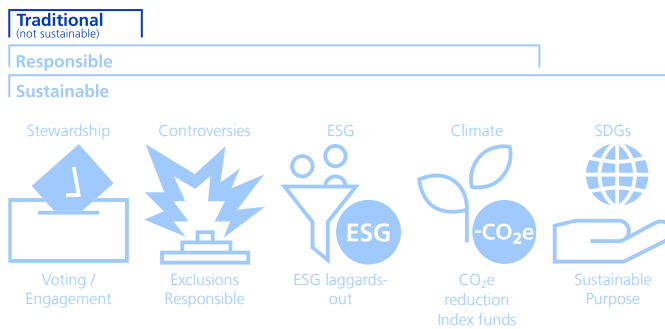 Traditional
(not sustainable)
Responsible
Sustainable
Stewardship
Controversies
ESG
Climate
SDGs
ESG
-CO₂e
Voting /
Engagement
Exclusions
Responsible
ESG laggards-
out
CO₂e
reduction
Index funds
Sustainable
Purpose